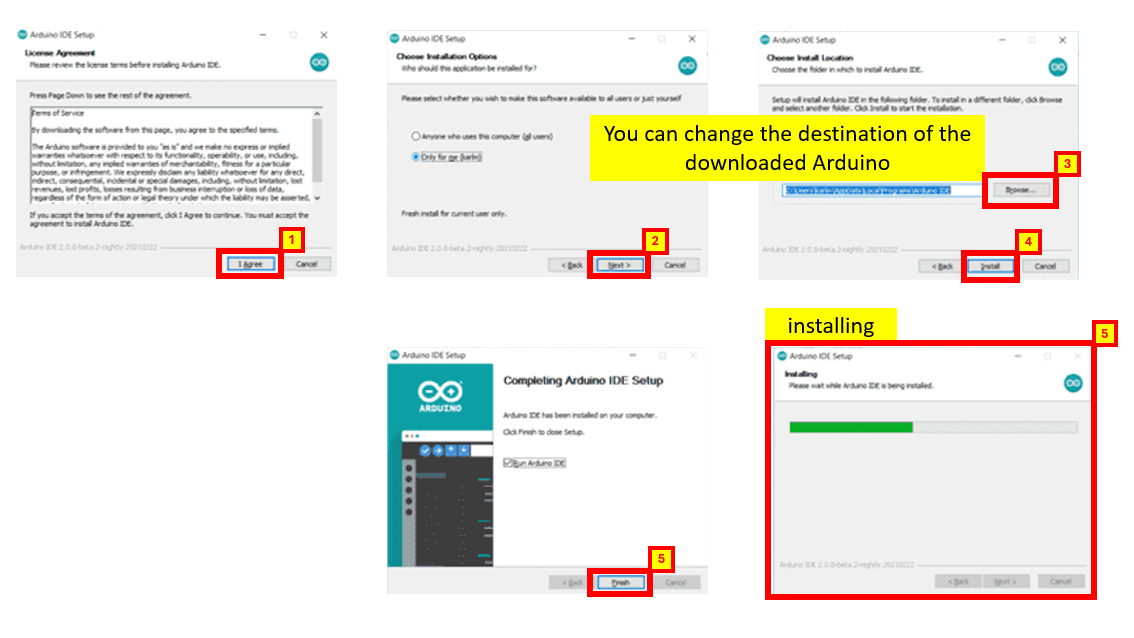 Arduino IDE Setup
License Agreement
Please review the license terms before installing Arduino IDE.
Press Page Down to see the rest of the agreement.
Terms of Service
By downloading the software from this page, you agree to the specified terms.
The Arduino software is provided to you "as is" and we make no express or implied
warranties whatsoever with respect to its functionality, operability, or use, including,
without limitation, any implied warranties of merchantability, fitness for a particular
purpose, or infringement. We expressly disclaim any liability whatsoever for any direct,
indirect, consequential, incidental or special damages, including, without limitation, lost
revenues, lost profits, losses resulting from business interruption or loss of data,
regardless of the form of action or legal theory under which the liability may be asserted,
If you accept the terms of the agreement, click I Agree to continue. You must accept the
agreement to install Arduino IDE.
Arduino IDE 2.0.0-beta.2-nightly.20210222
1
I Agree
Cancel
Arduino IDE Setup
Choose Installation Options
Who should this application be installed for?
Please select whether you wish to make this software available to all users or just yourself
Anyone who uses this computer (all users)
Only for me (karln)
Fresh install for current user only.
Arduino IDE 2.0.0-beta.2-nightly.20210222
2
< Back
Next >
Cancel
Arduino IDE Setup
Choose Install Location
Choose the folder in which to install Arduino IDE.
Setup will install Arduino IDE in the following folder. To install in a different folder, click Browse
and select another folder. Click Install to start the installation.
You can change the destination of the
downloaded Arduino
3
C:\Users\karln\AppData\Local\Programs\Arduino IDE
Browse...
Arduino IDE 2.0.0-beta.2-nightly.20210222
4
< Back
Install
Cancel
installing
5
Arduino IDE Setup
Installing
Please wait while Arduino IDE is being installed.
Arduino IDE 2.0.0-beta.2-nightly.20210222
< Back
Next >
Cancel
Arduino IDE Setup
ARDUINO
Completing Arduino IDE Setup
Arduino IDE has been installed on your computer.
Click Finish to close Setup.
Run Arduino IDE
5
< Back
Finish
Cancel